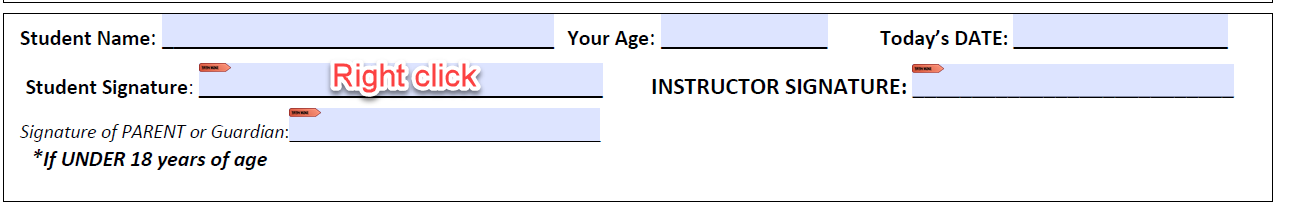 Student Name: Your Age: Today's DATE:
Student Signature: Right click INSTRUCTOR SIGNATURE:
Signature of PARENT or Guardian:
*If UNDER 18 years of age